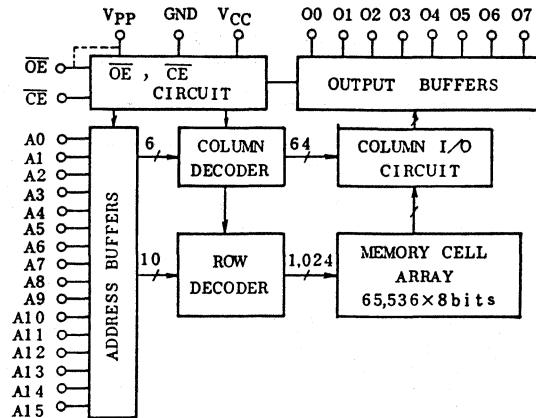 VPP GND VCC O0 O1 O2 O3 O4 O5 O6 O7
OE
CE
OE , CE
CIRCUIT
OUTPUT BUFFERS
A0
A1
A2
A3
A4
A5
A6
A7
A8
A9
A10
A11
A12
A13
A14
A15
ADDRESS BUFFERS
6
COLUMN
DECODER
64
COLUMN I/O
CIRCUIT
10
ROW
DECODER
1,024
MEMORY CELL
ARRAY
65,536×8bits